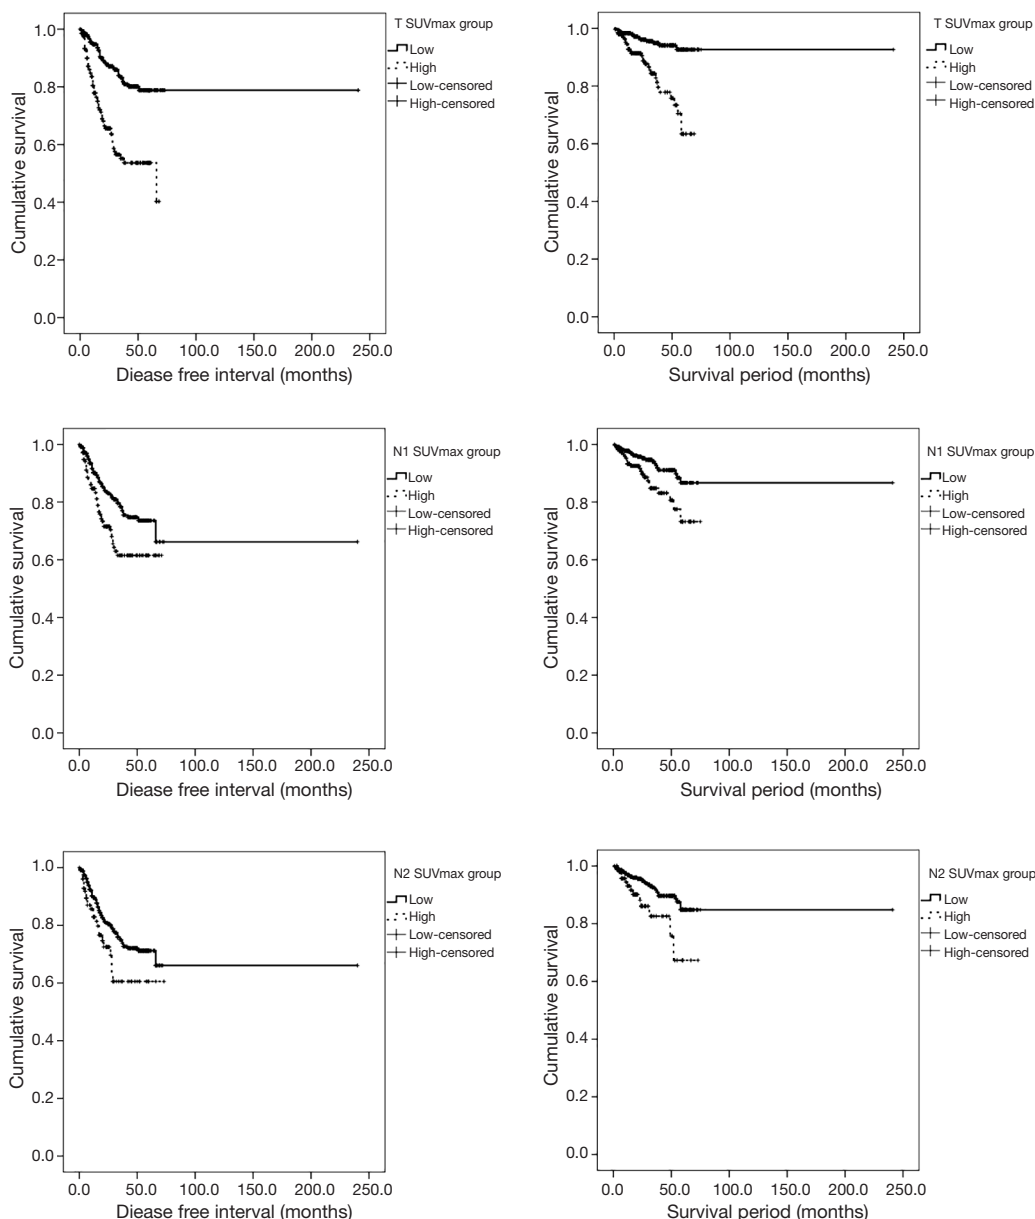 T SUVmax group
Low
High
Low-censored
High-censored
Cumulative survival
1.0
0.8
0.6
0.4
0.2
0.0
0.0 50.0 100.0 150.0 200.0 250.0
Diease free interval (months)
T SUVmax group
Low
High
Low-censored
High-censored
Cumulative survival
1.0
0.8
0.6
0.4
0.2
0.0
0.0 50.0 100.0 150.0 200.0 250.0
Survival period (months)
N1 SUVmax group
Low
High
Low-censored
High-censored
Cumulative survival
1.0
0.8
0.6
0.4
0.2
0.0
0.0 50.0 100.0 150.0 200.0 250.0
Diease free interval (months)
N1 SUVmax group
Low
High
Low-censored
High-censored
Cumulative survival
1.0
0.8
0.6
0.4
0.2
0.0
0.0 50.0 100.0 150.0 200.0 250.0
Survival period (months)
N2 SUVmax group
Low
High
Low-censored
High-censored
Cumulative survival
1.0
0.8
0.6
0.4
0.2
0.0
0.0 50.0 100.0 150.0 200.0 250.0
Diease free interval (months)
N2 SUVmax group
Low
High
Low-censored
High-censored
Cumulative survival
1.0
0.8
0.6
0.4
0.2
0.0
0.0 50.0 100.0 150.0 200.0 250.0
Survival period (months)